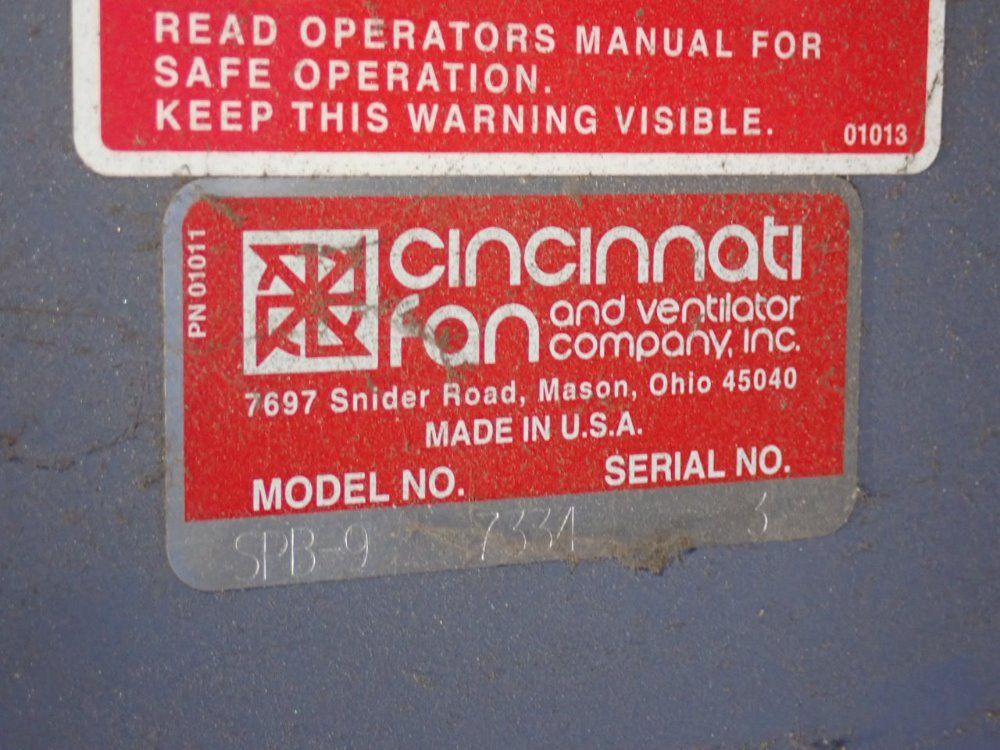 READ OPERATORS MANUAL FOR
SAFE OPERATION.
KEEP THIS WARNING VISIBLE.
01013
PN 01011
cincinnati
fan and ventilator
company, inc.
7697 Snider Road, Mason, Ohio 45040
MADE IN U.S.A.
MODEL NO. SERIAL NO.
SPB-9 7331 3